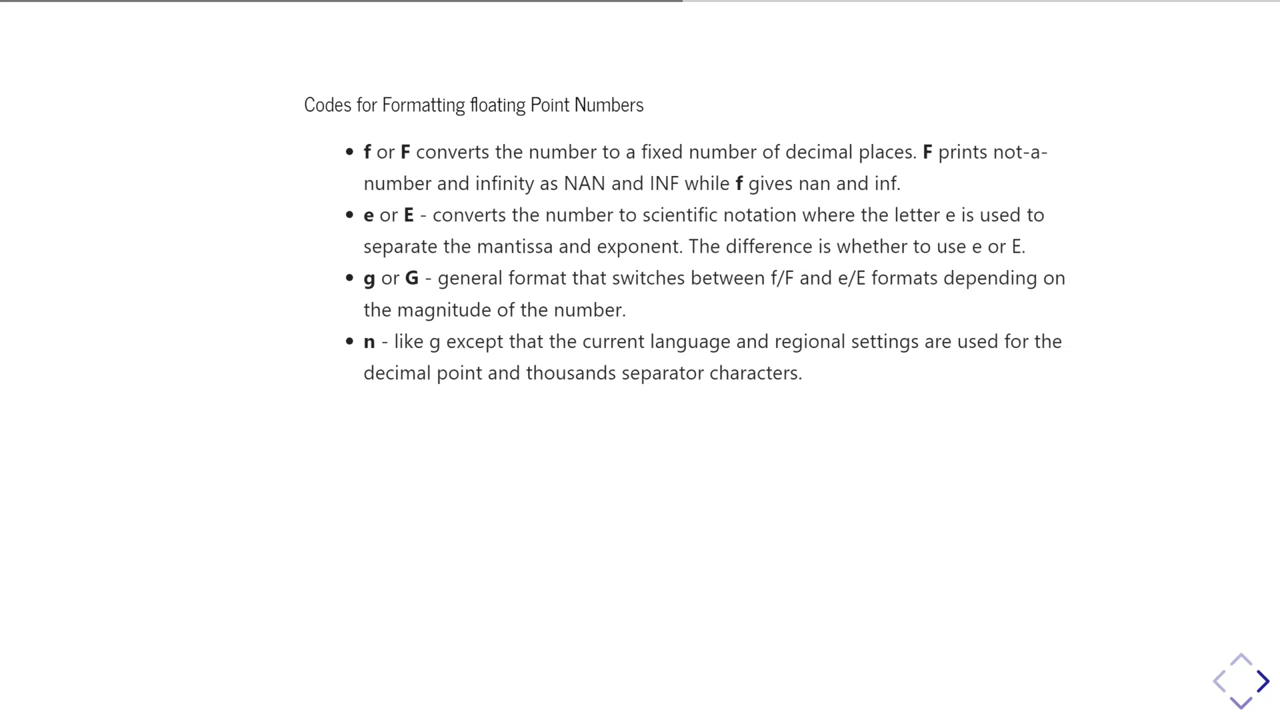 Codes for Formatting floating Point Numbers
• f or F converts the number to a fixed number of decimal places. F prints not-a-
number and infinity as NAN and INF while f gives nan and inf.
• e or E - converts the number to scientific notation where the letter e is used to
separate the mantissa and exponent. The difference is whether to use e or E.
• g or G - general format that switches between f/F and e/E formats depending on
the magnitude of the number.
• n - like g except that the current language and regional settings are used for the
decimal point and thousands separator characters.